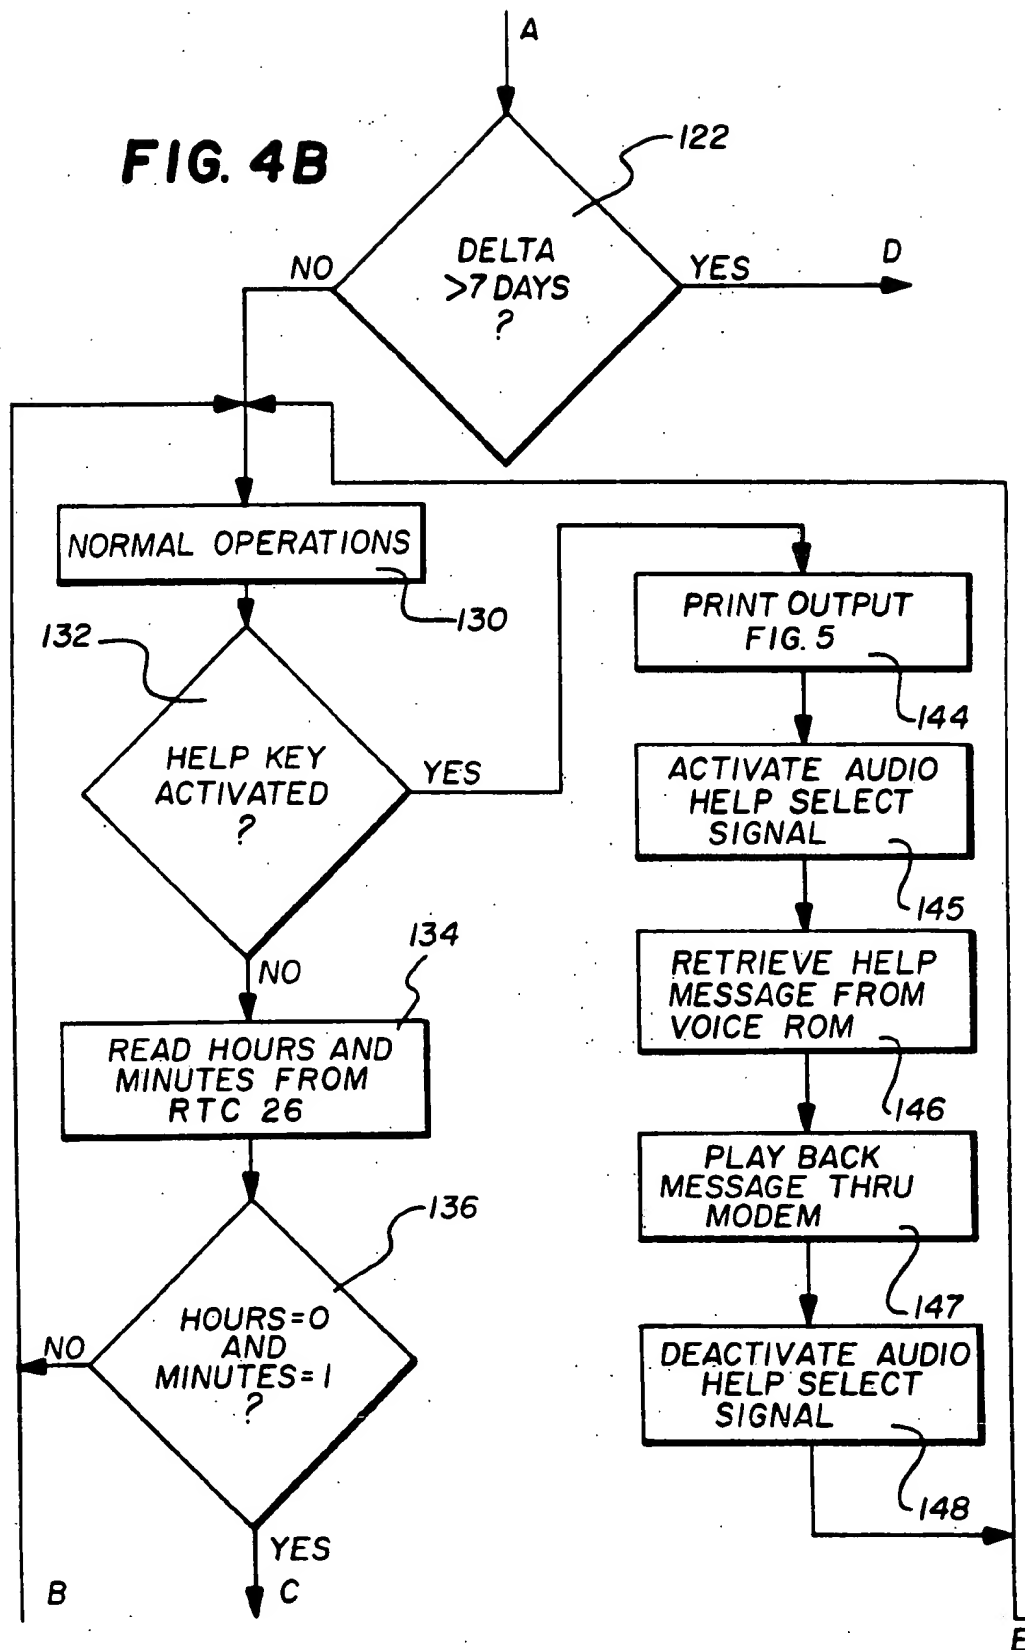 A
FIG. 4B
122
DELTA
>7 DAYS
?
NO
YES
D
NORMAL OPERATIONS
130
132
HELP KEY
ACTIVATED
?
YES
NO
PRINT OUTPUT
FIG. 5
144
ACTIVATE AUDIO
HELP SELECT
SIGNAL
145
134
READ HOURS AND
MINUTES FROM
RTC 26
RETRIEVE HELP
MESSAGE FROM
VOICE ROM
146
136
HOURS=0
AND
MINUTES=1
?
NO
YES
PLAY BACK
MESSAGE THRU
MODEM
147
DEACTIVATE AUDIO
HELP SELECT
SIGNAL
148
B
C